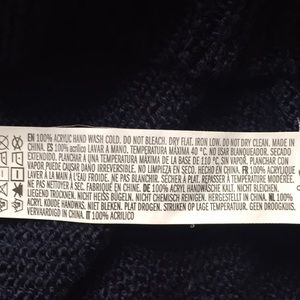 EN 100% ACRYLIC HAND WASH COLD. DO NOT BLEACH. DRY FLAT. IRON LOW. DO NOT DRY CLEAN. MADE IN
CHINA. ES 100% acrílico LAVAR A MANO. TEMPERATURA MÁXIMA 40 °C. NO USAR BLANQUEADOR. SECADO
EXTENDIDO. PLANCHAR A UNA TEMPERATURA MÁXIMA DE LA BASE DE 110 °C, SIN VAPOR. PLANCHAR CON
VAPOR PUEDE CAUSAR DAÑO IRREVERSIBLE. NO LIMPIEZA EN SECO. HECHO EN CHINA. FR 100% ACRYLIQUE
LAVER À LA MAIN À L'EAU FROIDE. NE PAS BLANCHIR. SÉCHER À PLAT. REPASSER À TEMPÉRATURE MODÉRÉE.
NE PAS NETTOYER À SEC. FABRIQUÉ EN CHINE. DE 100% ACRYL HANDWÄSCHE KALT. NICHT BLEICHEN.
LIEGEND TROCKNEN. NICHT HEISS BÜGELN. NICHT CHEMISCH REINIGEN. HERGESTELLT IN CHINA. NL 100%
ACRYL KOUDE HANDWAS. NIET BLEKEN. PLAT DROGEN. STRIJKEN OP LAGE TEMPERATUUR. GEEN DROOGKUIS.
VERVAARDIGD IN CHINA. IT 100% ACRILICO